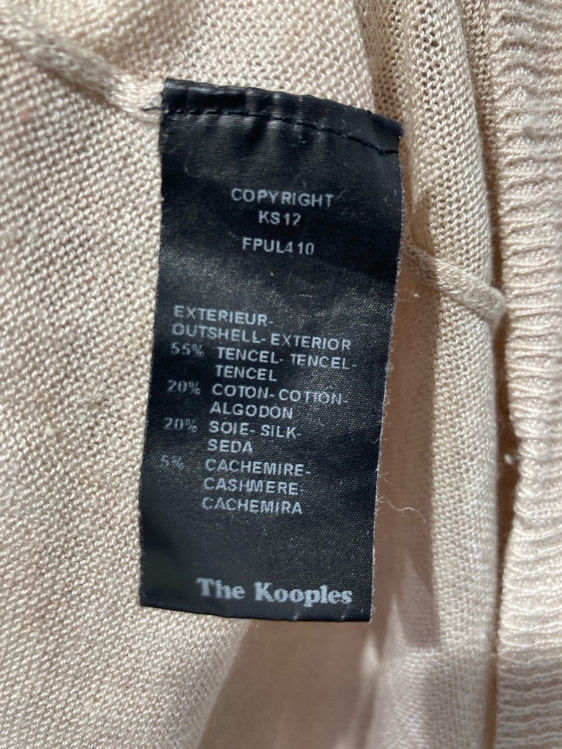 COPYRIGHT
KS12
FPUL410
EXTERIEUR-
OUTSHELL-EXTERIOR
55% TENCEL-TENCEL-
TENCEL
20% COTON-COTTON-
ALGODÓN
20% SOIE-SILK-
SEDA
5% CACHEMIRE-
CASHMERE-
CACHEMIRA
The Kooples